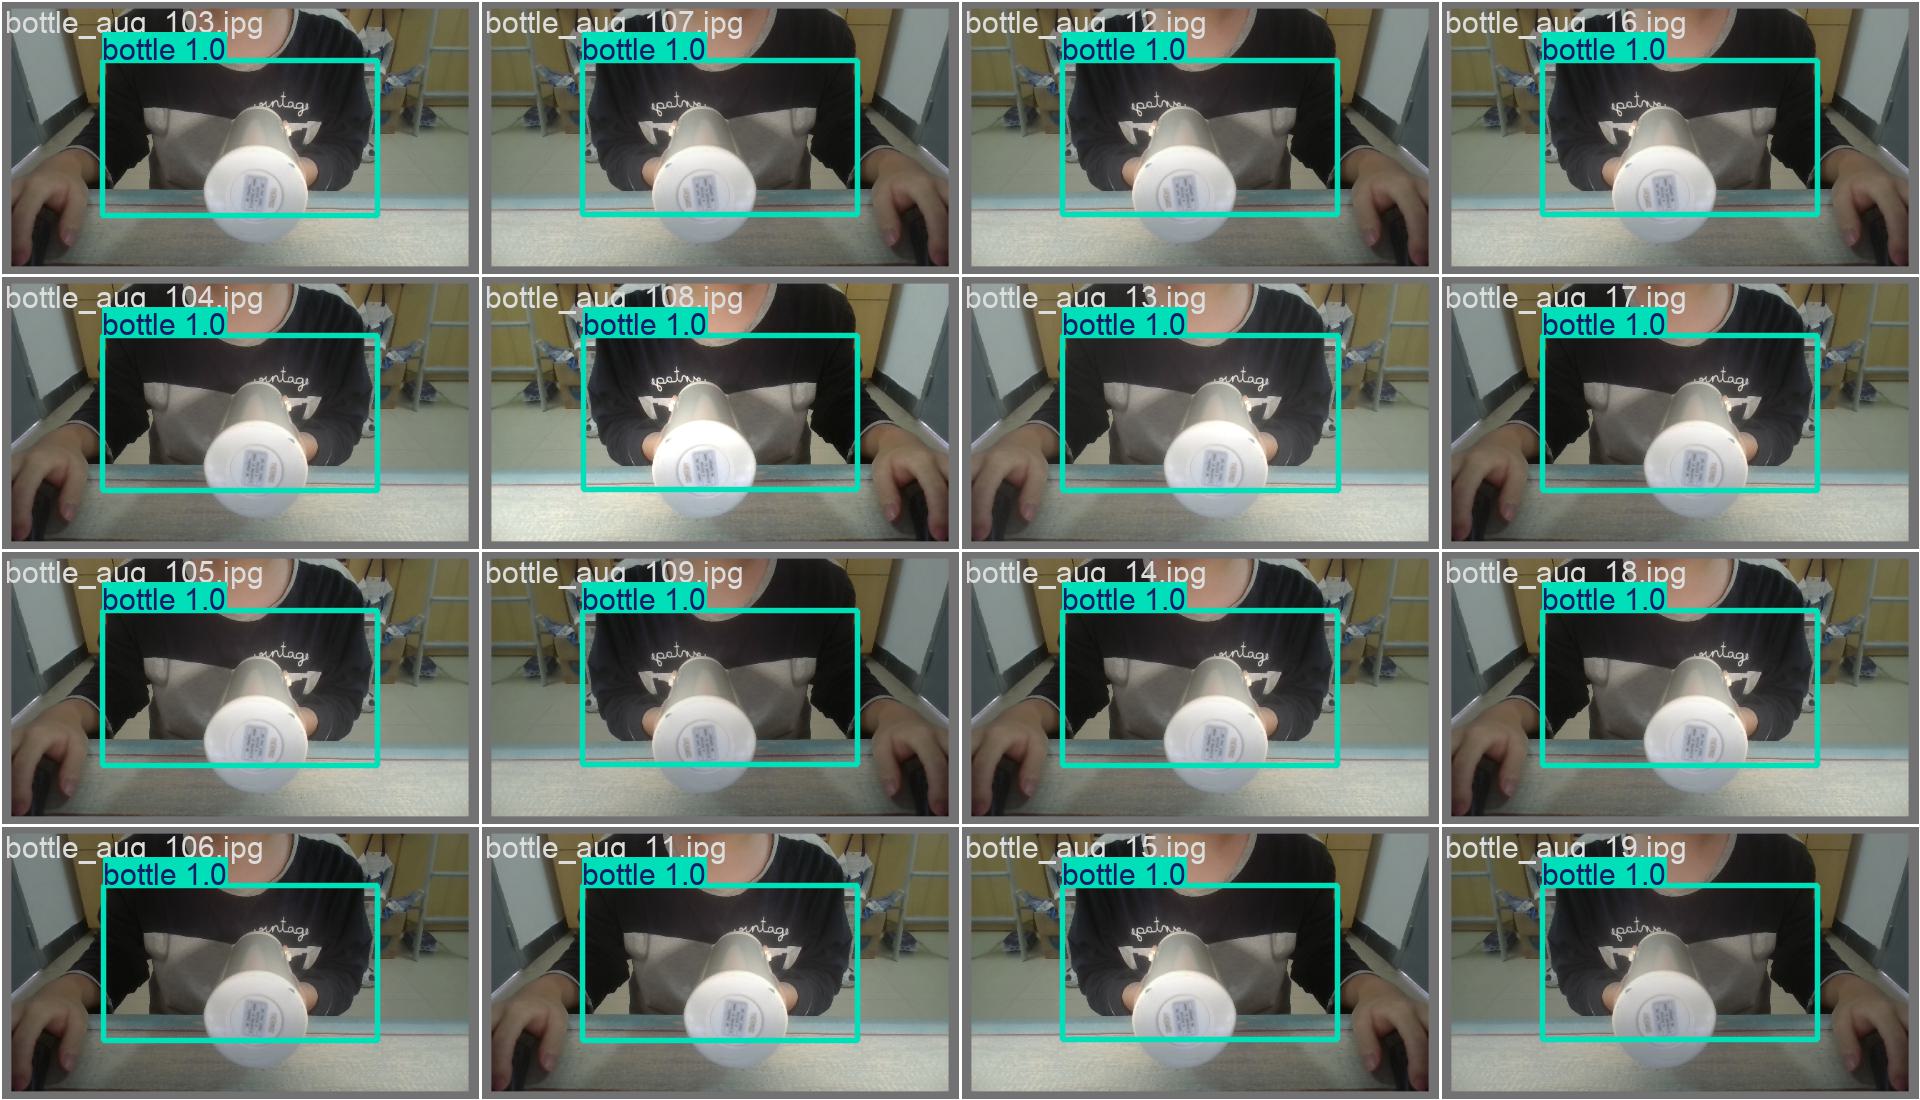 bottle_aug_103.jpg
bottle 1.0
bottle_aug_107.jpg
bottle 1.0
bottle_aug_12.jpg
bottle 1.0
bottle_aug_16.jpg
bottle 1.0
bottle_aug_104.jpg
bottle 1.0
bottle_aug_108.jpg
bottle 1.0
bottle_aug_13.jpg
bottle 1.0
bottle_aug_17.jpg
bottle 1.0
bottle_aug_105.jpg
bottle 1.0
bottle_aug_109.jpg
bottle 1.0
bottle_aug_14.jpg
bottle 1.0
bottle_aug_18.jpg
bottle 1.0
bottle_aug_106.jpg
bottle 1.0
bottle_aug_11.jpg
bottle 1.0
bottle_aug_15.jpg
bottle 1.0
bottle_aug_19.jpg
bottle 1.0